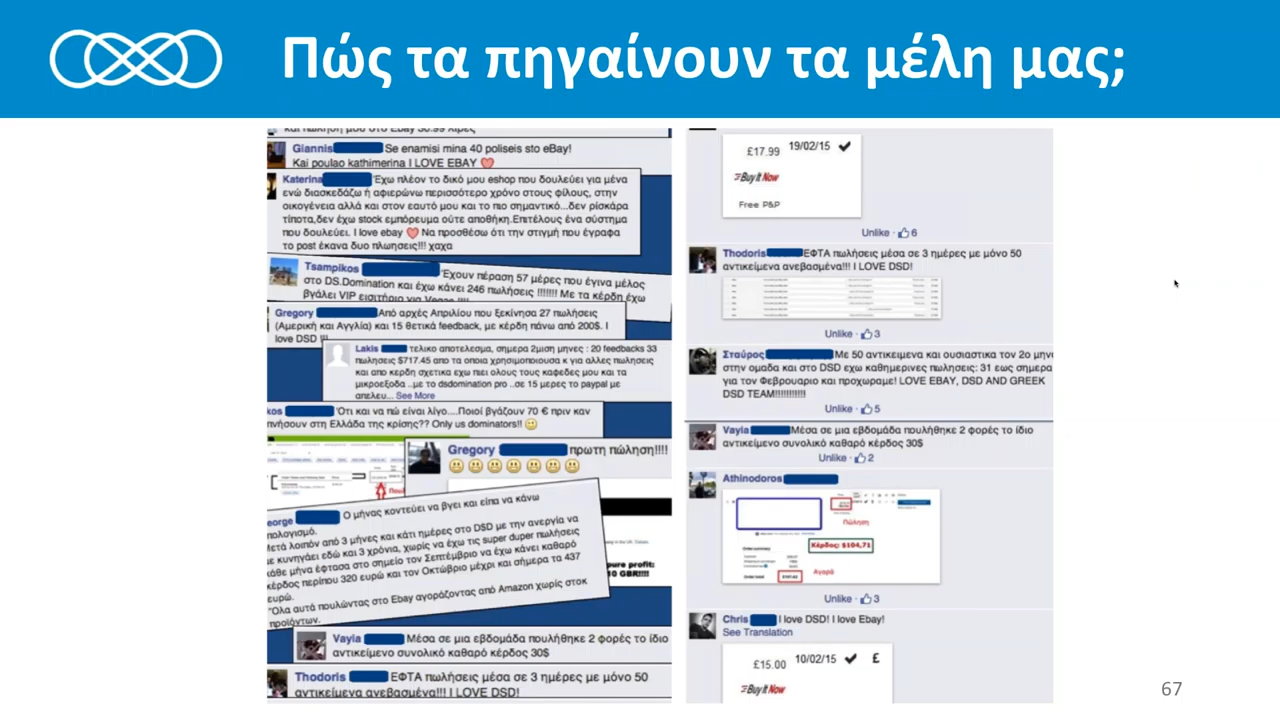 Πώς τα πηγαίνουν τα μέλη μας;
Giannis Se enamisi mina 40 poliseis sto eBay!
Kai poulao kathimerina I LOVE EBAY
Katerina Έχω πλέον το δικό μου eshop που δουλεύει για μένα
ενώ διασκεδάζω ή αφιερώνω περισσότερο χρόνο στους φίλους, στην
οικογένεια αλλά και στον εαυτό μου και το πιο σημαντικό...δεν ρίσκάρα
τίποτα,δεν έχω stock εμπόρευμα ούτε αποθήκη.Επιτέλους ένα σύστημα
που δουλεύει. I love ebay Να προσθέσω ότι την στιγμή που έγραφα
το post έκανα δυο πλωησεις!!! χαχα
Tsampikos Έχουν πέραση 57 μέρες που έγινα μέλος
στο DS.Domination και έχω κάνει 246 πωλήσεις !!!!!!! Με τα κέρδη έχω
βγάλει VIP εισιτήριο για Vegas !!!!
Gregory Από αρχές Απριλίου που ξεκίνησα 27 πωλήσεις
(Αμερική και Αγγλία) και 15 θετικά feedback, με κέρδη πάνω από 200$. I
love DSD !!!
Lakis τελικο αποτελεσμα, σημερα 2μιση μηνες : 20 feedbacks 33
πωλησεις $717.45 απο τα οποια χρησιμοποιουσα κ για αλλες πωλησεις
και απο κερδη σχετικα εχω πιει ολους τους καφεδες μου και τα
μικροεξοδα ..με το dsdomination pro ..σε 15 μερες το paypal με
απελευ... See More
kos Ότι και να πώ είναι λίγο....Ποιοί βγάζουν 70 € πριν καν
πνήσουν στη Ελλάδα της κρίσης?? Only us dominators!!
Gregory πρωτη πώληση!!!!
eorge Ο μήνας κοντεύει να βγει και είπα να κάνω
πολογισμό.
Μετά λοιπόν από 3 μήνες και κάτι ημέρες στο DSD με την ανεργία να
με κυνηγάει εδώ και 3 χρόνια, χωρίς να έχω τις super duper πωλήσεις
κάθε μήνα έφτασα στο σημείο τον Σεπτέμβριο να έχω κάνει καθαρό
κέρδος περίπου 320 ευρώ και τον Οκτώβριο μέχρι και σήμερα τα 437
ευρώ.
Όλα αυτά πουλώντας στο Ebay αγοράζοντας από Amazon χωρίς στοκ
προϊόντων.
pure profit:
10 GBR!!!!
Vayia Μέσα σε μια εβδομάδα πουλήθηκε 2 φορές το ίδιο
αντικείμενο συνολικό καθαρό κέρδος 30$
Thodoris ΕΦΤΑ πωλήσεις μέσα σε 3 ημέρες με μόνο 50
αντικείμενα ανεβασμένα!!! I LOVE DSD!
£17.99 19/02/15
Buy It Now
Free P&P
Unlike · 6
Thodoris ΕΦΤΑ πωλήσεις μέσα σε 3 ημέρες με μόνο 50
αντικείμενα ανεβασμένα!!! I LOVE DSD!
Unlike · 3
Σταύρος Με 50 αντικειμενα και ουσιαστικα τον 2ο μηνα
στην ομαδα και στο DSD εχω καθημερινες πωλησεις: 31 εως σημερα
για τον Φεβρουαριο και προχωραμε! LOVE EBAY, DSD AND GREEK
DSD TEAM!!!!!!!!!!!
Unlike · 5
Vayia Μέσα σε μια εβδομάδα πουλήθηκε 2 φορές το ίδιο
αντικείμενο συνολικό καθαρό κέρδος 30$
Unlike · 2
Athinodoros
Πώληση
Κέρδος: $104,71
Order summary
Order total
Αγορά
Unlike · 3
Chris I love DSD! I love Ebay!
See Translation
£15.00 10/02/15 £
Buy It Now
67